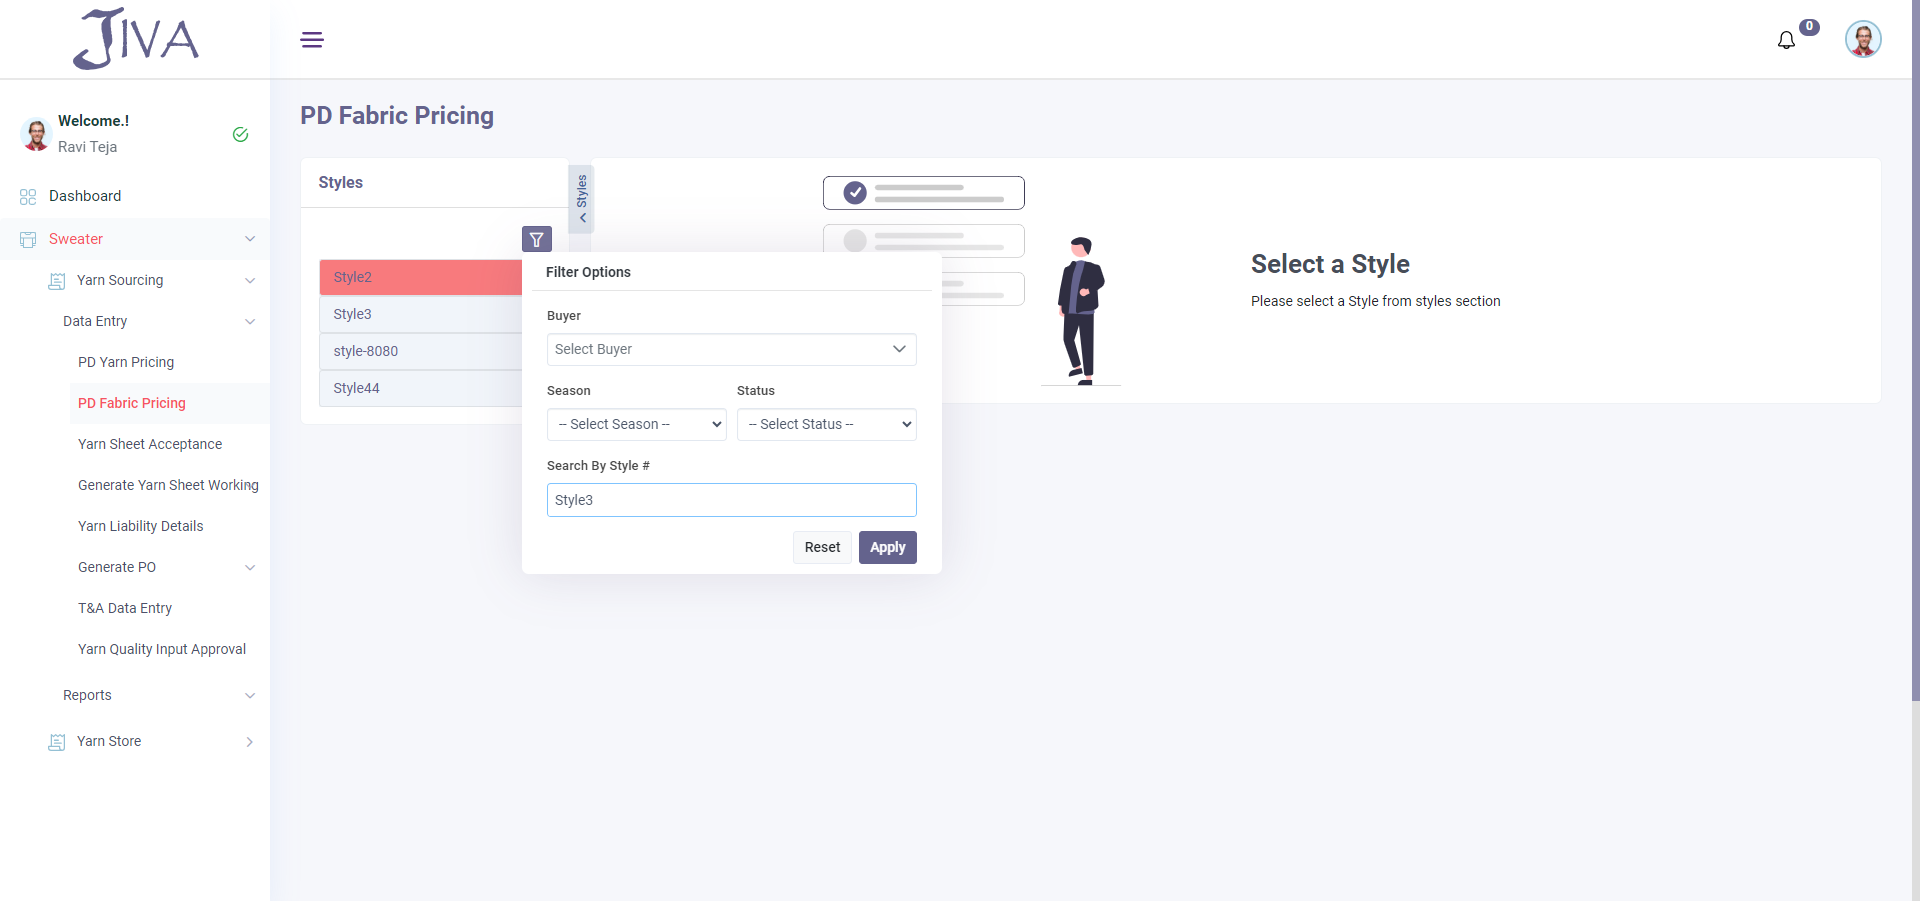 JIVA
0
Welcome.!
Ravi Teja
Dashboard
Sweater
Yarn Sourcing
Data Entry
PD Yarn Pricing
PD Fabric Pricing
Yarn Sheet Acceptance
Generate Yarn Sheet Working
Yarn Liability Details
Generate PO
T&A Data Entry
Yarn Quality Input Approval
Reports
Yarn Store
PD Fabric Pricing
Styles
Styles
Style2
Style3
style-8080
Style44
Filter Options
Buyer
Select Buyer
Season
Status
-- Select Season --
-- Select Status --
Search By Style #
Style3
Reset
Apply
Select a Style
Please select a Style from styles section